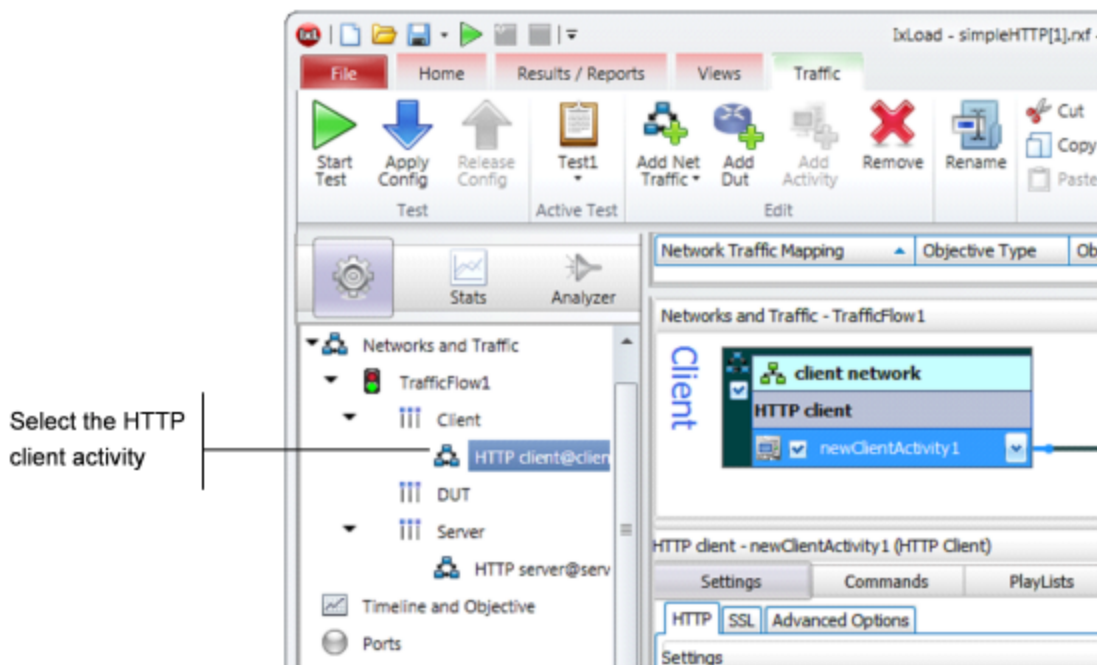 IxLoad - simpleHTTP[1].rxf -
File Home Results / Reports Views Traffic
Start Test
Apply Config
Release Config
Test1
Add Net Traffic
Add Dut
Add Activity
Remove
Rename
Cut
Copy
Paste
Test Active Test Edit
Stats Analyzer
Network Traffic Mapping Objective Type Ob
Networks and Traffic - TrafficFlow1
Networks and Traffic
TrafficFlow1
Client
HTTP client@clien
DUT
Server
HTTP server@serv
Timeline and Objective
Ports
Select the HTTP
client activity
Client
client network
HTTP client
newClientActivity1
HTTP client - newClientActivity1 (HTTP Client)
Settings Commands PlayLists
HTTP SSL Advanced Options
Settings